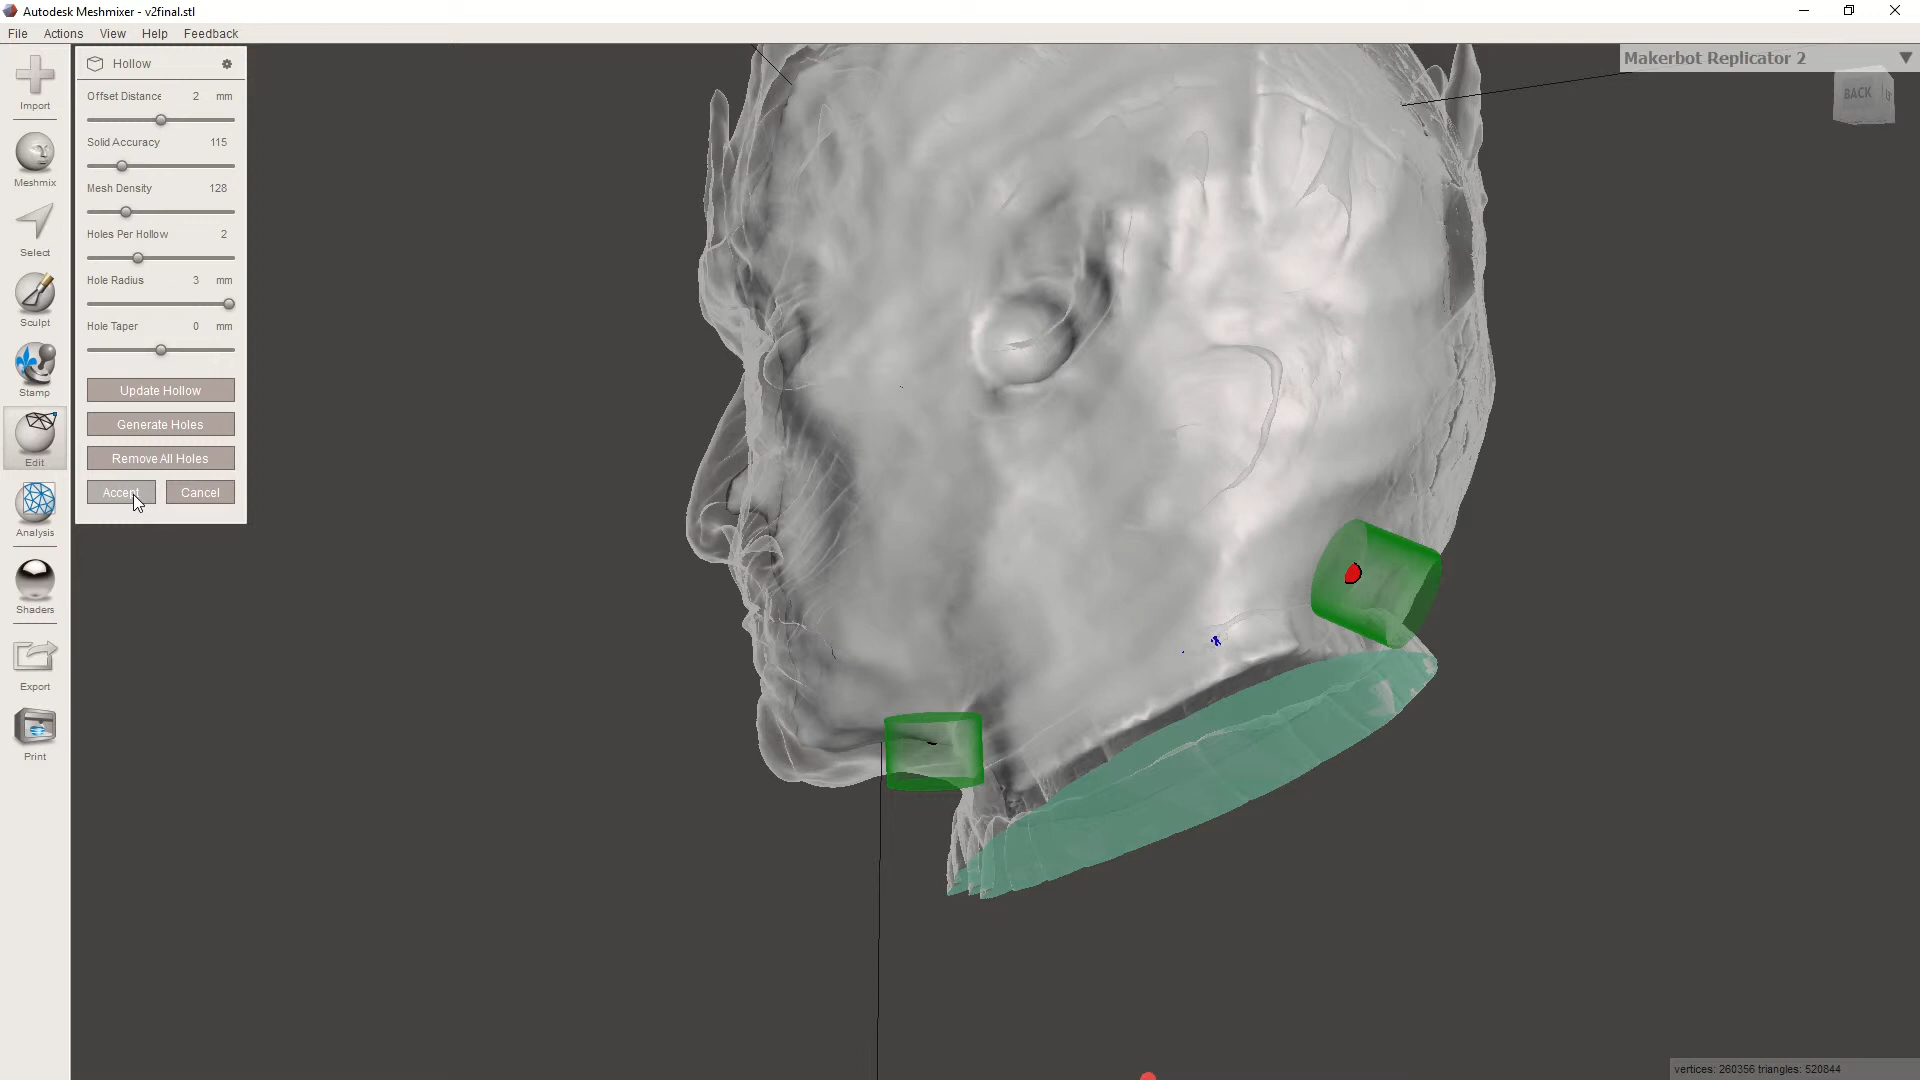 Autodesk Meshmixer - v2final.stl
File Actions View Help Feedback
Import
Meshmix
Select
Sculpt
Stamp
Edit
Analysis
Shaders
Export
Print
Hollow
Offset Distance 2 mm
Solid Accuracy 115
Mesh Density 128
Holes Per Hollow 2
Hole Radius 3 mm
Hole Taper 0 mm
Update Hollow
Generate Holes
Remove All Holes
Accept Cancel
Makerbot Replicator 2
BACK
vertices: 260356 triangles: 520844